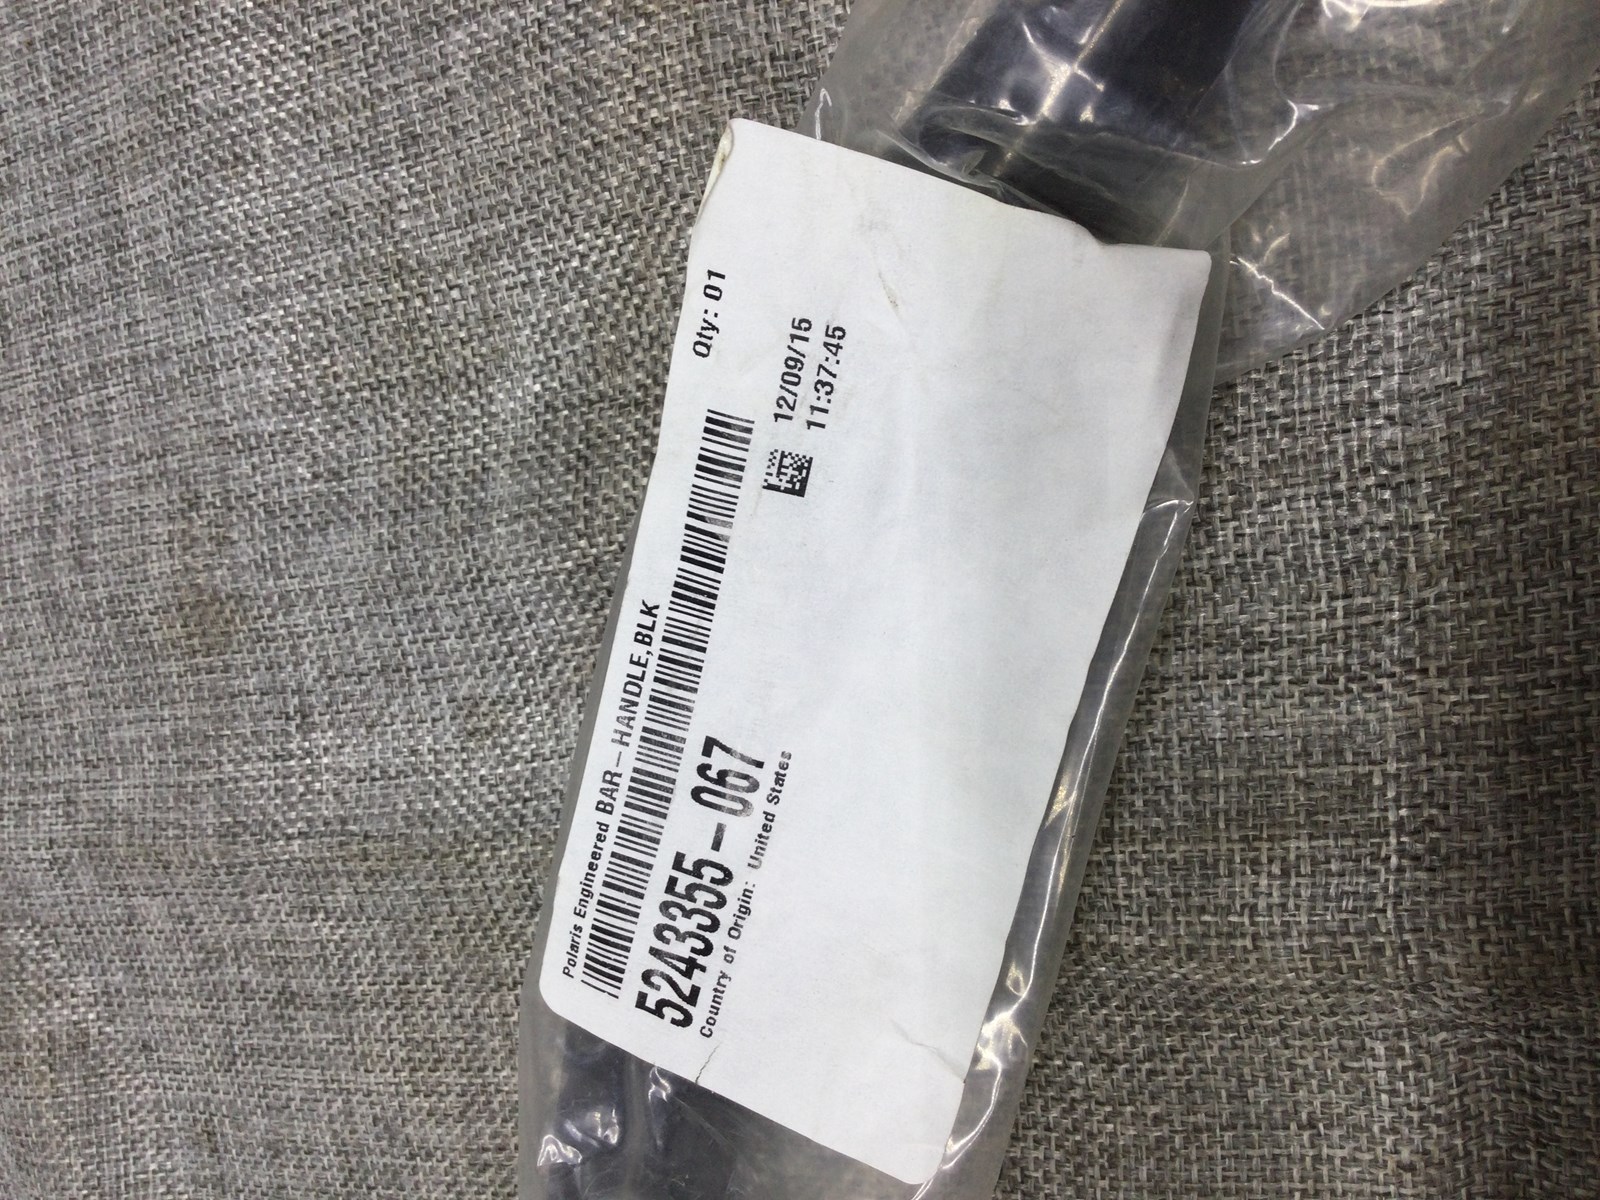 Polaris Engineered BAR-HANDLE,BLK
Qty: 01
5243355-067
Country of Origin: United States
12/09/15
11:37:45